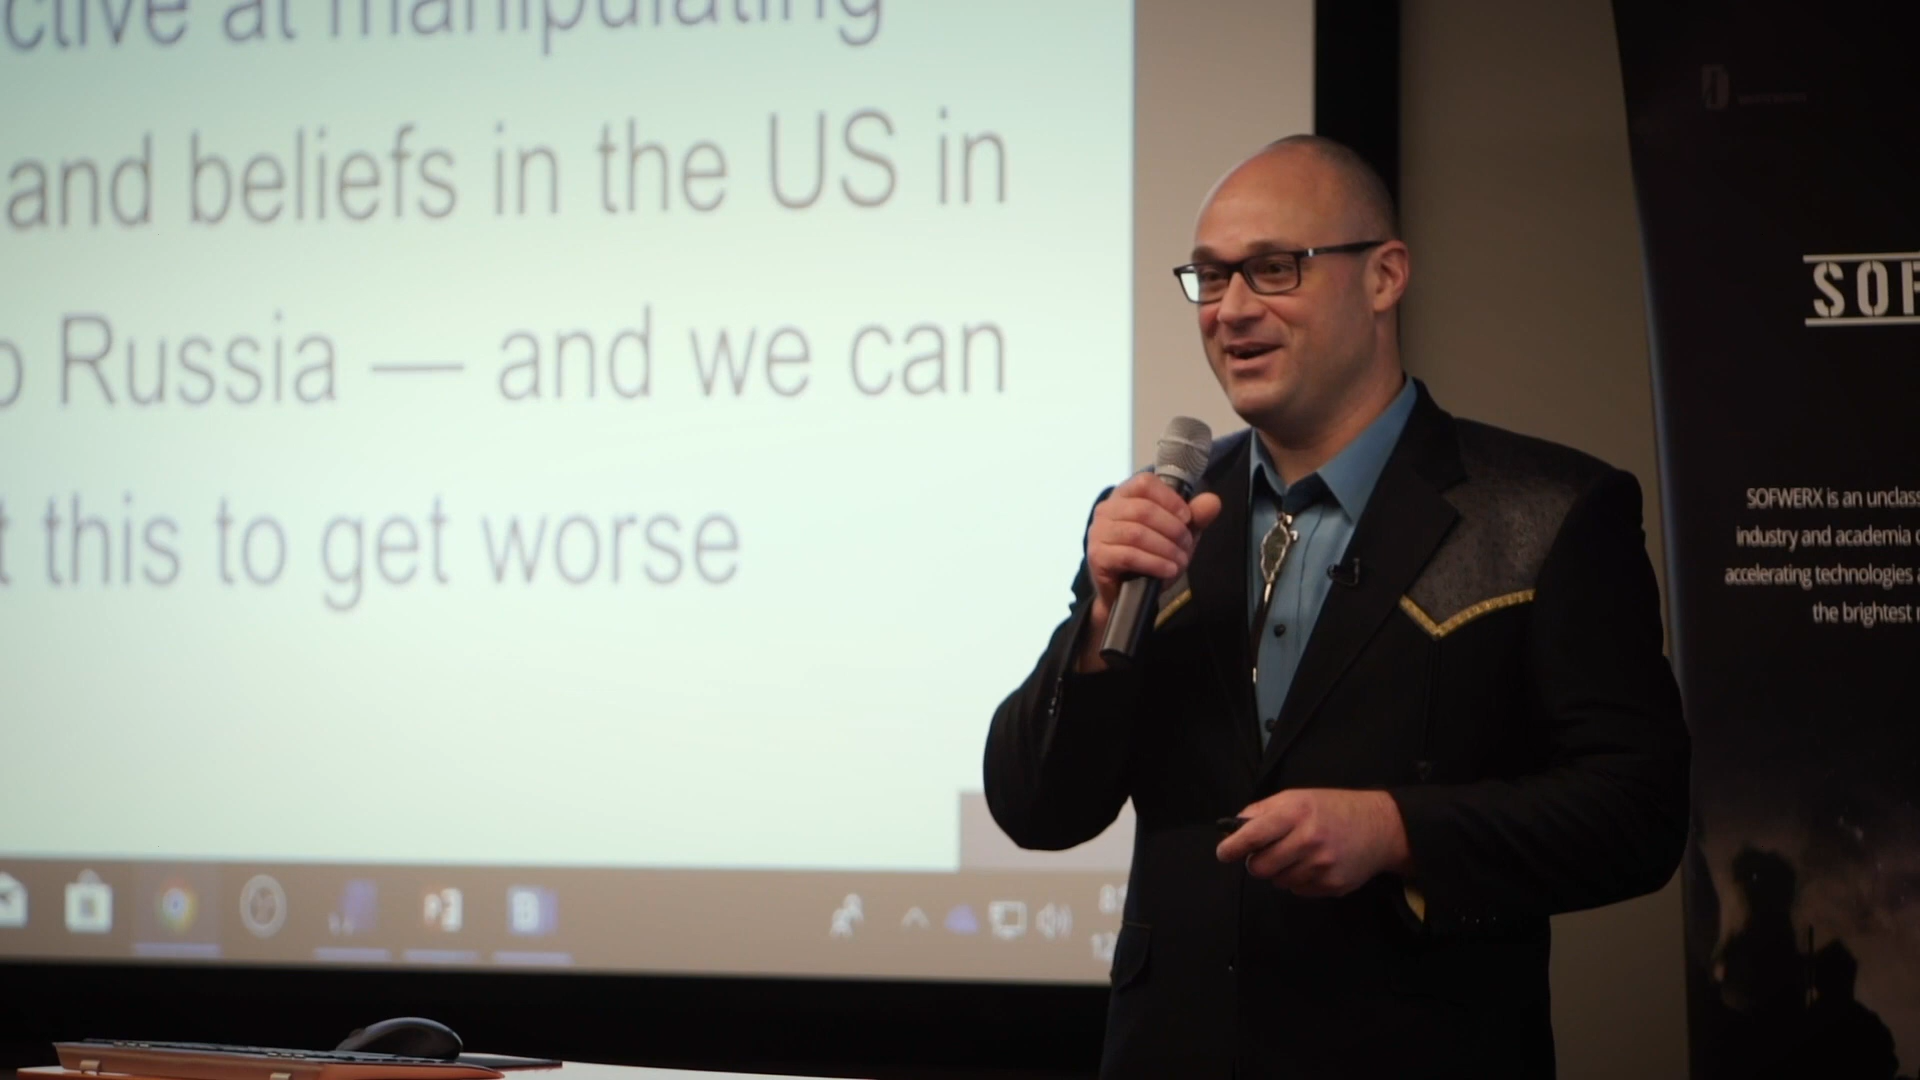 ctive at manipulating
and beliefs in the US in
o Russia — and we can
t this to get worse
SOF
SOFWERX is an unclass
industry and academia
accelerating technologies a
the brightest